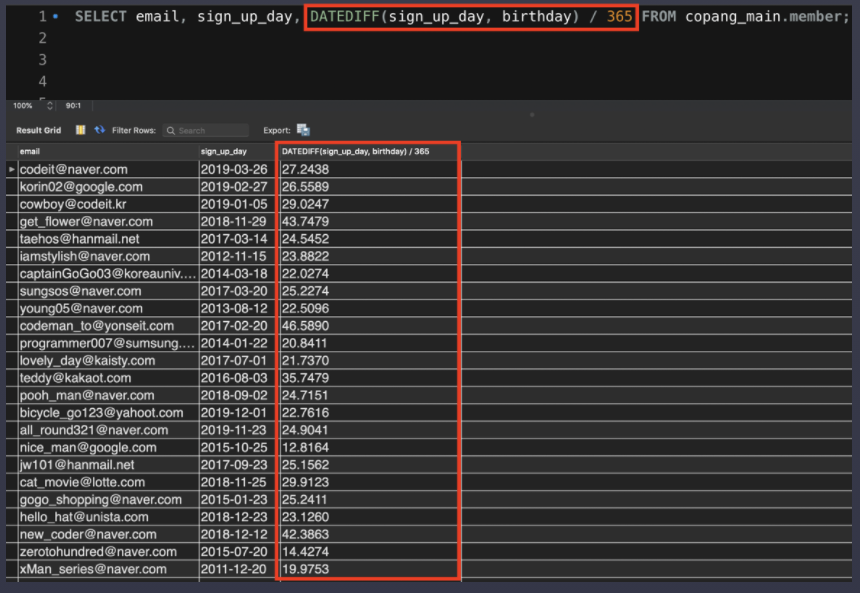 1 SELECT email, sign_up_day, DATEDIFF(sign_up_day, birthday) / 365 FROM copang_main.member;
2
3
4
100% 90:1
Result Grid Filter Rows: Search Export:
email sign_up_day DATEDIFF(sign_up_day, birthday) / 365
codeit@naver.com 2019-03-26 27.2438
korin02@google.com 2019-02-27 26.5589
cowboy@codeit.kr 2019-01-05 29.0247
get_flower@naver.com 2018-11-29 43.7479
taehos@hanmail.net 2017-03-14 24.5452
iamstylish@naver.com 2012-11-15 23.8822
captainGoGo03@koreauniv.... 2014-03-18 22.0274
sungsos@naver.com 2017-03-20 25.2274
young05@naver.com 2013-08-12 22.5096
codeman_to@yonseit.com 2017-02-20 46.5890
programmer007@sumsung.... 2014-01-22 20.8411
lovely_day@kaisty.com 2017-07-01 21.7370
teddy@kakaot.com 2016-08-03 35.7479
pooh_man@naver.com 2018-09-02 24.7151
bicycle_go123@yahoot.com 2019-12-01 22.7616
all_round321@naver.com 2019-11-23 24.9041
nice_man@google.com 2015-10-25 12.8164
jw101@hanmail.net 2017-09-23 25.1562
cat_movie@lotte.com 2018-11-25 29.9123
gogo_shopping@naver.com 2015-01-23 25.2411
hello_hat@unista.com 2018-12-23 23.1260
new_coder@naver.com 2018-12-12 42.3863
zerotohundred@naver.com 2015-07-20 14.4274
xMan_series@naver.com 2011-12-20 19.9753